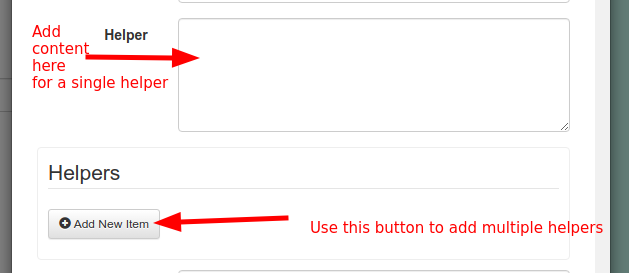 Add
content
here
for a single helper
Helper
Helpers
Add New Item
Use this button to add multiple helpers